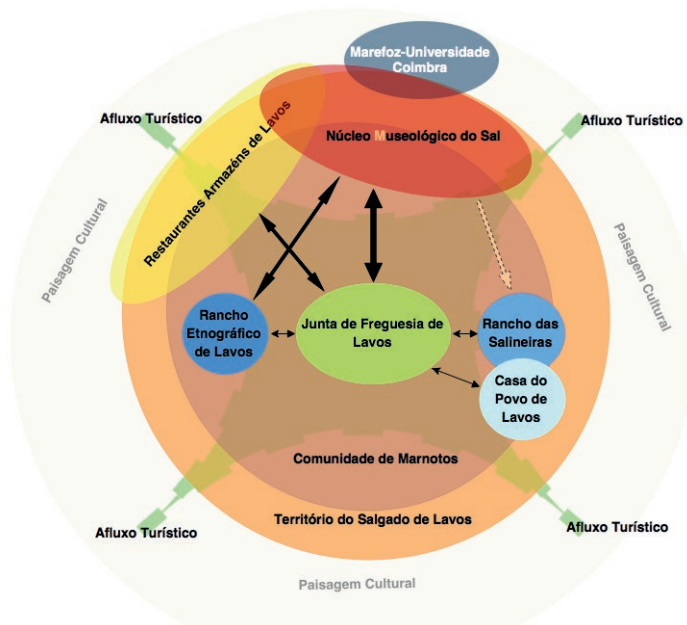 Marefoz-Universidade
Coimbra
Afluxo Turístico
Afluxo Turístico
Restaurantes Armazéns de Lavos
Núcleo Museológico do Sal
Paisagem Cultural
Paisagem Cultural
Rancho
Etnográfico
de Lavos
Junta de Freguesia de
Lavos
Rancho das
Salineiras
Casa do
Povo de
Lavos
Comunidade de Marnotos
Território do Salgado de Lavos
Afluxo Turístico
Afluxo Turístico
Paisagem Cultural